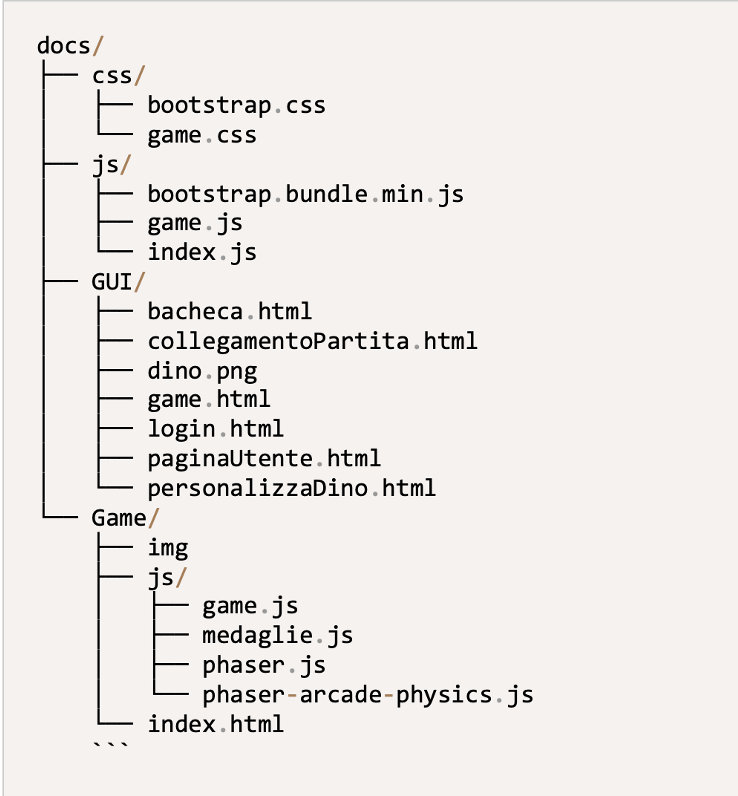 docs/
├── css/
│   ├── bootstrap.css
│   └── game.css
├── js/
│   ├── bootstrap.bundle.min.js
│   ├── game.js
│   └── index.js
├── GUI/
│   ├── bacheca.html
│   ├── collegamentoPartita.html
│   ├── dino.png
│   ├── game.html
│   ├── login.html
│   ├── paginaUtente.html
│   └── personalizzaDino.html
└── Game/
    ├── img
    ├── js/
    │   ├── game.js
    │   ├── medaglie.js
    │   ├── phaser.js
    │   └── phaser-arcade-physics.js
    └── index.html
    ```